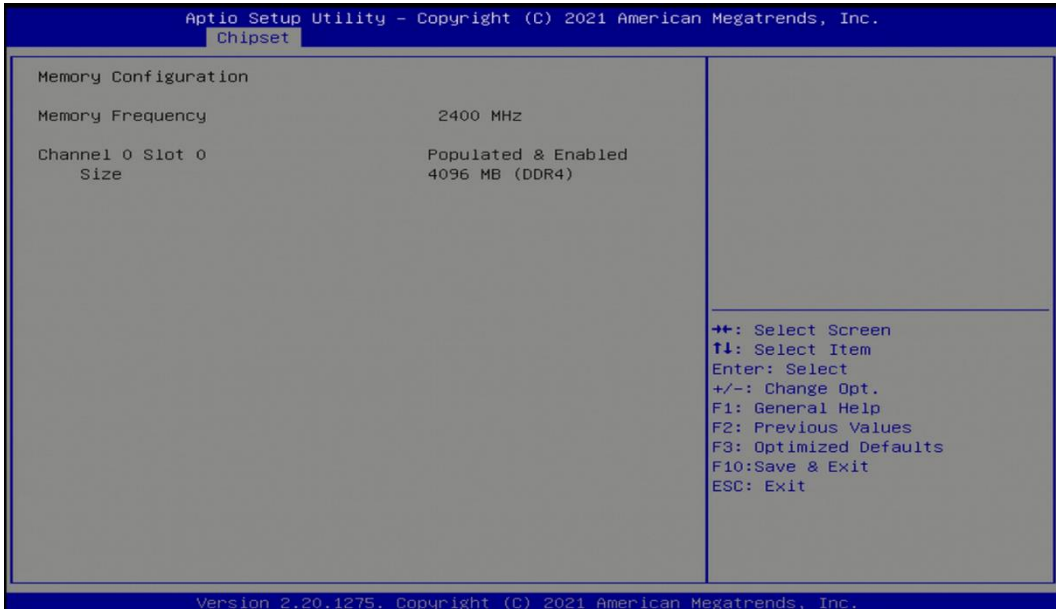 Aptio Setup Utility – Copyright (C) 2021 American Megatrends, Inc.
Chipset
Memory Configuration
Memory Frequency 2400 MHz
Channel 0 Slot 0 Populated & Enabled
Size 4096 MB (DDR4)
→←: Select Screen
↑↓: Select Item
Enter: Select
+/-: Change Opt.
F1: General Help
F2: Previous Values
F3: Optimized Defaults
F10:Save & Exit
ESC: Exit
Version 2.20.1275. Copyright (C) 2021 American Megatrends, Inc.